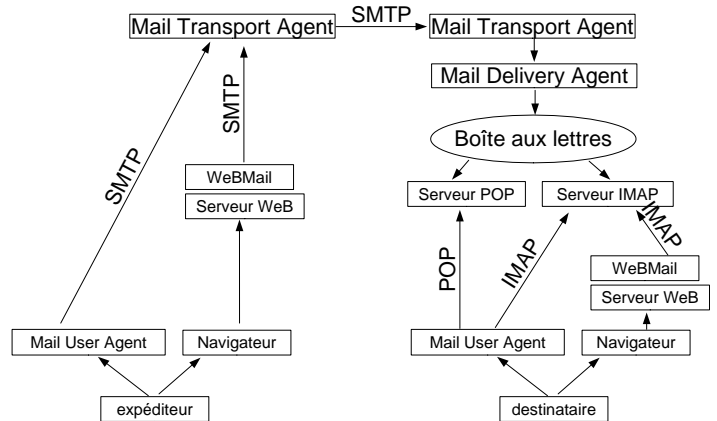 SMTP
Mail Transport Agent
Mail Transport Agent
Mail Delivery Agent
SMTP
SMTP
Boîte aux lettres
WeBMail
Serveur WeB
Serveur POP
Serveur IMAP
POP
IMAP
IMAP
WeBMail
Serveur WeB
Mail User Agent
Navigateur
Mail User Agent
Navigateur
expéditeur
destinataire